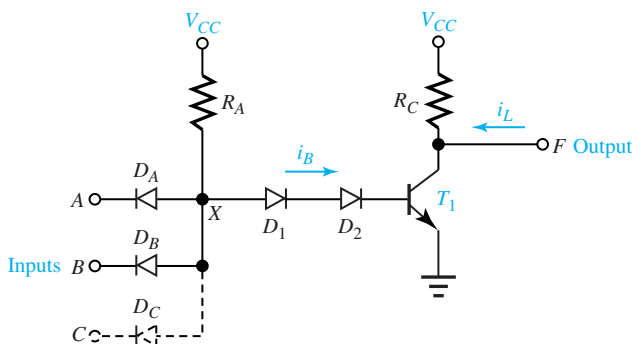 V_CC V_CC
R_A R_C i_L
F Output
i_B
D_A
A X D_1 D_2 T_1
D_B
Inputs B
D_C
C